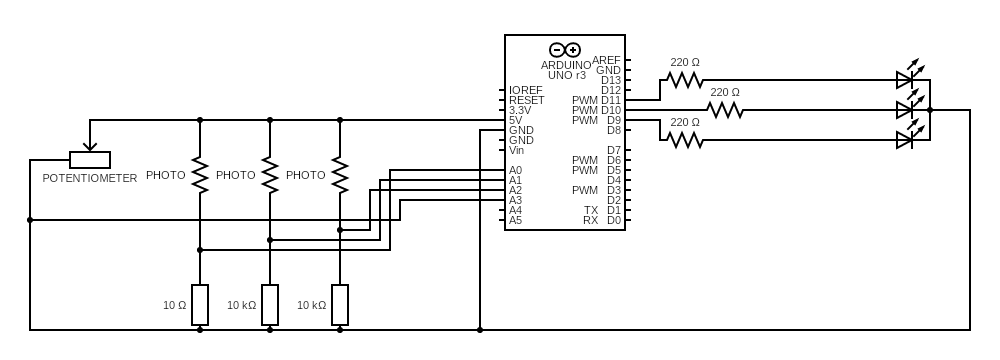 ARDUINO
UNO r3
IOREF
RESET
3.3V
5V
GND
GND
Vin
A0
A1
A2
A3
A4
A5
AREF
GND
D13
D12
PWM D11
PWM D10
PWM D9
D8
D7
PWM D6
PWM D5
D4
PWM D3
D2
TX D1
RX D0
220 Ω
220 Ω
220 Ω
POTENTIOMETER
PHOTO
PHOTO
PHOTO
10 Ω
10 kΩ
10 kΩ